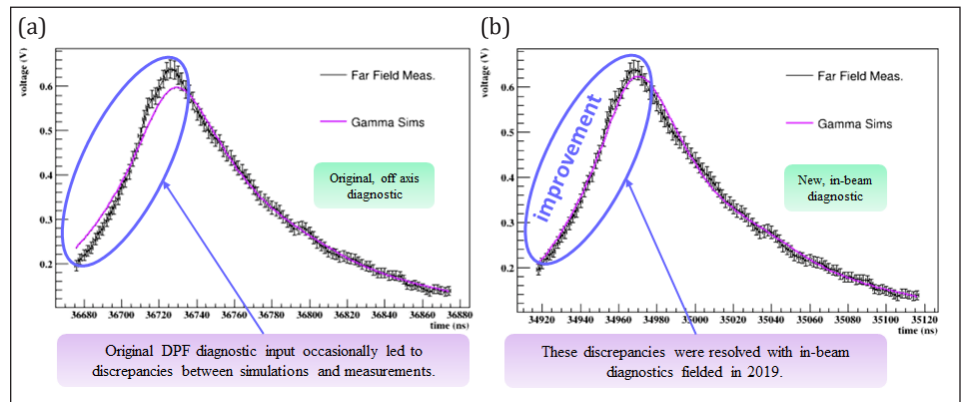 (a)
voltage (V)
0.6
0.5
0.4
0.3
0.2
36680 36700 36720 36740 36760 36780 36800 36820 36840 36860 36880
time (ns)
Far Field Meas.
Gamma Sims
Original, off axis
diagnostic
Original DPF diagnostic input occasionally led to
discrepancies between simulations and measurements.
(b)
voltage (V)
0.6
0.5
0.4
0.3
0.2
34920 34940 34960 34980 35000 35020 35040 35060 35080 35100 35120
time (ns)
Far Field Meas.
Gamma Sims
improvement
New, in-beam
diagnostic
These discrepancies were resolved with in-beam
diagnostics fielded in 2019.